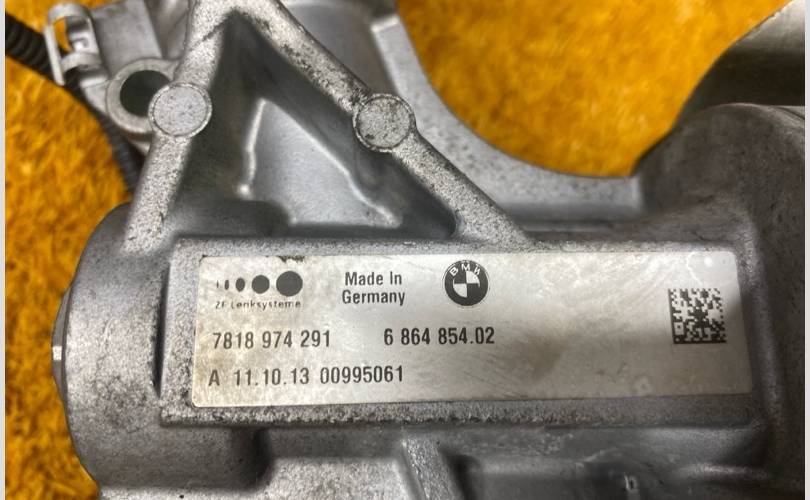 Made In
Germany
BMW
ZF Lenksysteme
7818 974 291 6 864 854.02
A 11.10.13 00995061